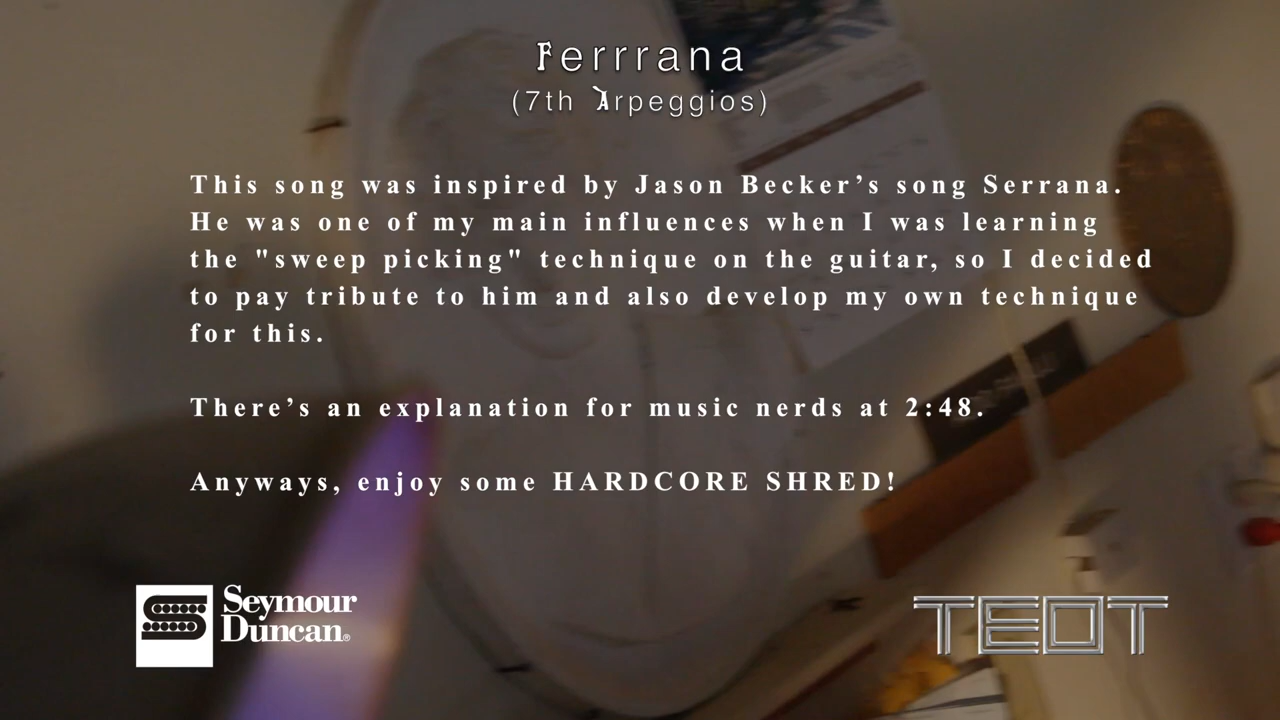 Ferrrana
(7th Arpeggios)
This song was inspired by Jason Becker’s song Serrana.
He was one of my main influences when I was learning
the "sweep picking" technique on the guitar, so I decided
to pay tribute to him and also develop my own technique
for this.
There’s an explanation for music nerds at 2:48.
Anyways, enjoy some HARDCORE SHRED!
Seymour
Duncan®
TEOT